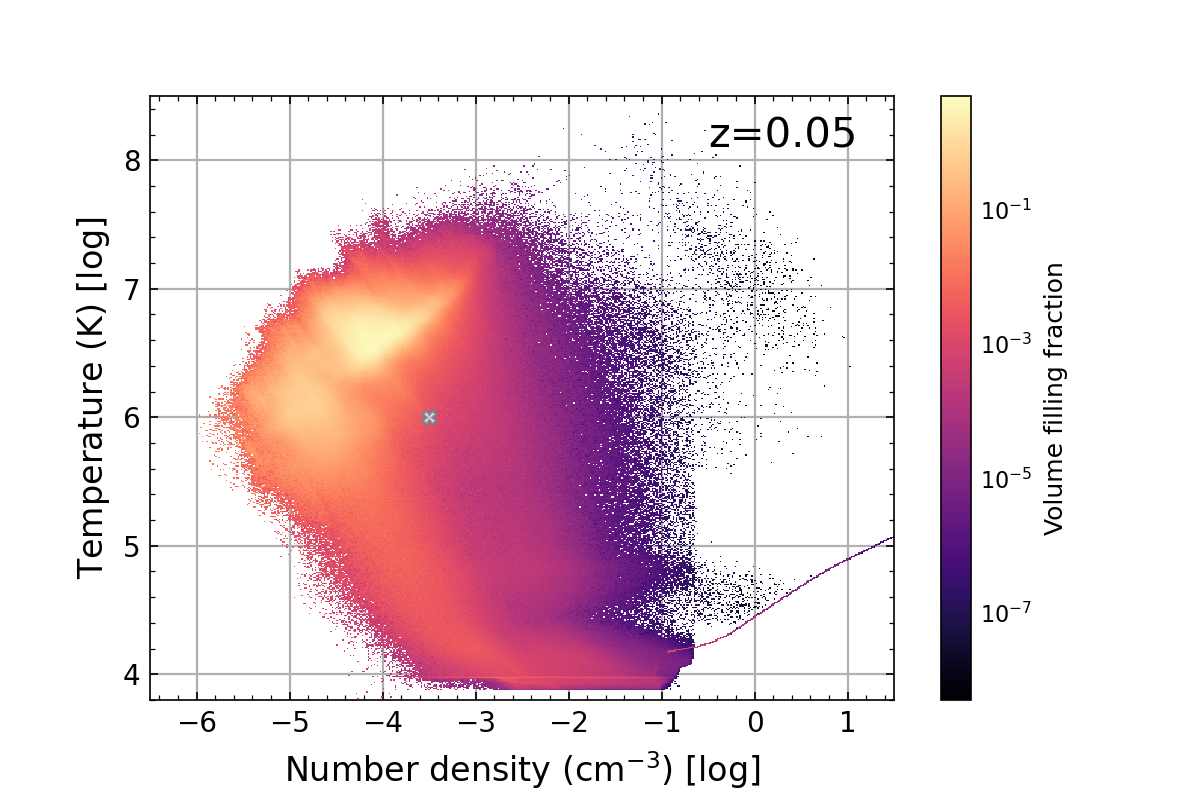 z=0.05
8
7
6
5
4
−6 −5 −4 −3 −2 −1 0 1
Temperature (K) [log]
Number density (cm⁻³) [log]
10⁻¹
10⁻³
10⁻⁵
10⁻⁷
Volume filling fraction